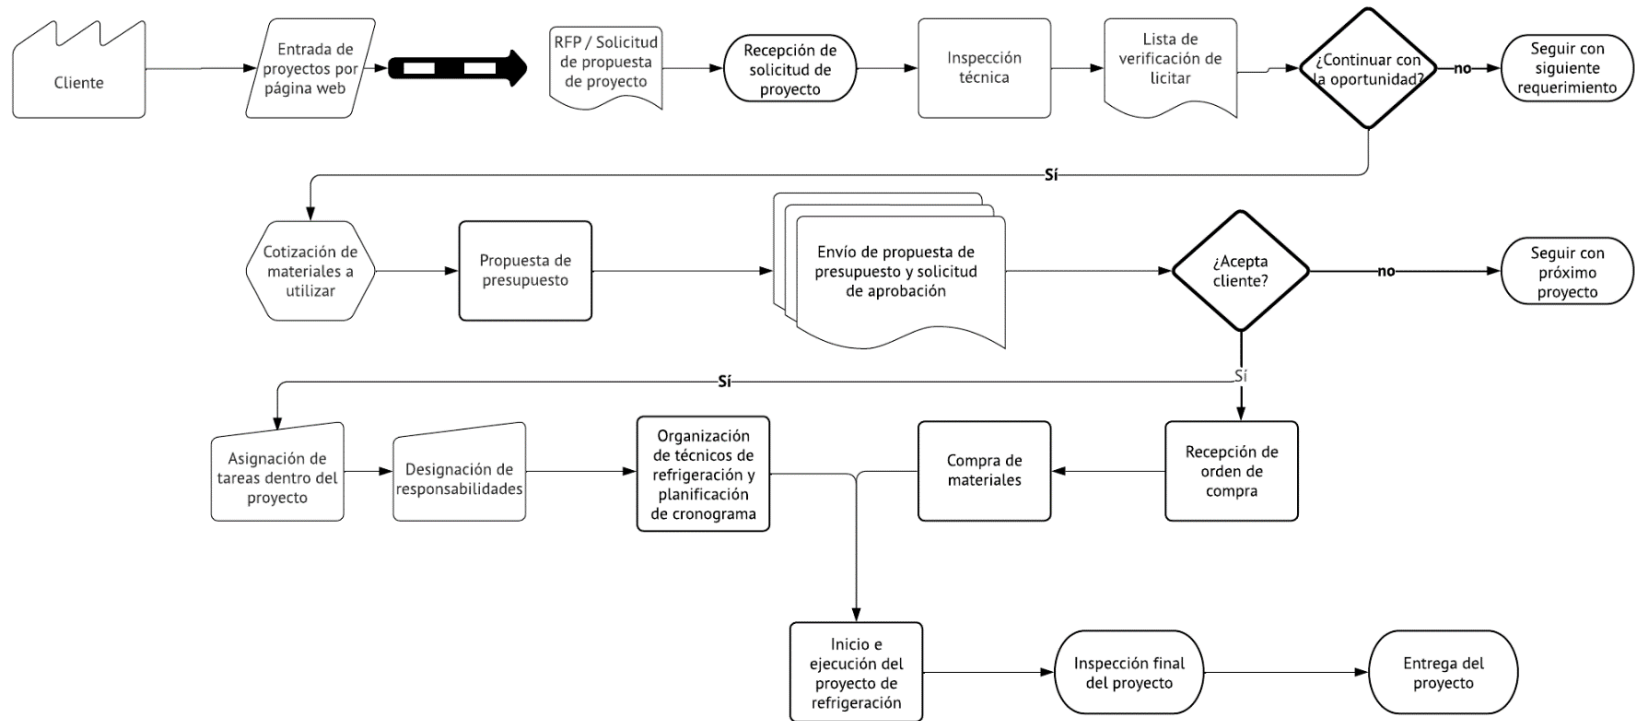 Cliente
Entrada de
proyectos por
página web
RFP / Solicitud
de propuesta
de proyecto
Recepción de
solicitud de
proyecto
Inspección
técnica
Lista de
verificación de
licitar
¿Continuar con
la oportunidad?
no
Seguir con
siguiente
requerimiento
Sí
Cotización de
materiales a
utilizar
Propuesta de
presupuesto
Envío de propuesta de
presupuesto y solicitud
de aprobación
¿Acepta
cliente?
no
Seguir con
próximo
proyecto
Sí
Sí
Asignación de
tareas dentro del
proyecto
Designación de
responsabilidades
Organización
de técnicos de
refrigeración y
planificación
de cronograma
Compra de
materiales
Recepción de
orden de
compra
Inicio e
ejecución del
proyecto de
refrigeración
Inspección final
del proyecto
Entrega del
proyecto